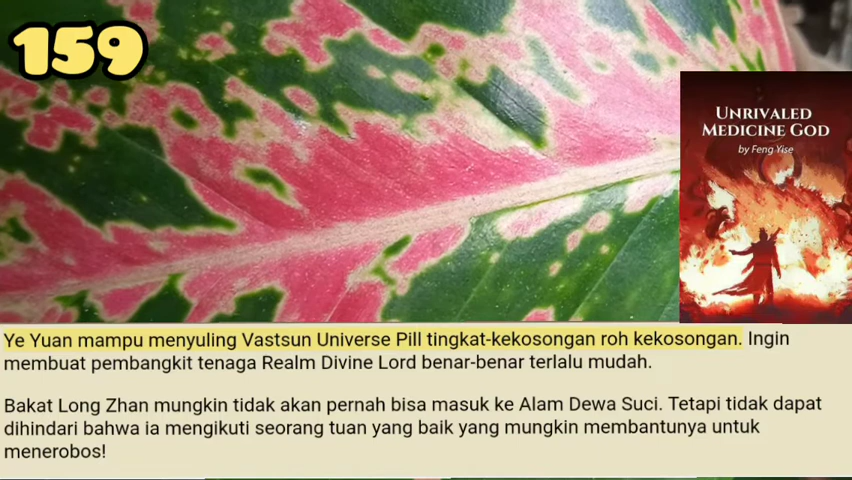 159
UNRIVALED
MEDICINE GOD
by Feng Yise
Ye Yuan mampu menyuling Vastsun Universe Pill tingkat-kekosongan roh kekosongan. Ingin
membuat pembangkit tenaga Realm Divine Lord benar-benar terlalu mudah.
Bakat Long Zhan mungkin tidak akan pernah bisa masuk ke Alam Dewa Suci. Tetapi tidak dapat
dihindari bahwa ia mengikuti seorang tuan yang baik yang mungkin membantunya untuk
menerobos!